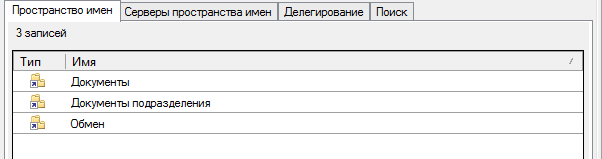 Пространство имен Серверы пространства имен Делегирование Поиск
3 записей
Тип Имя
Документы
Документы подразделения
Обмен